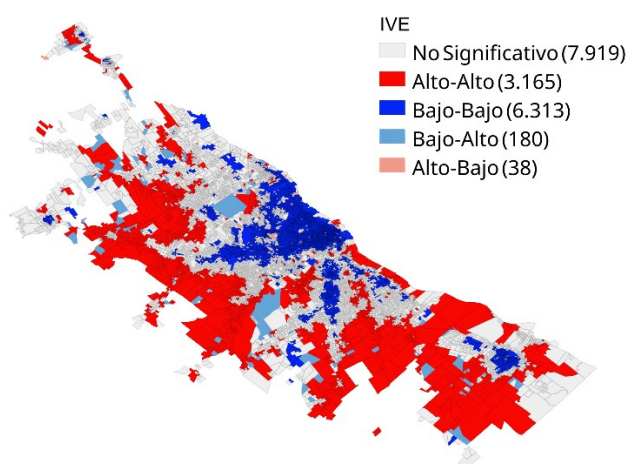 IVE
No Significativo (7.919)
Alto-Alto (3.165)
Bajo-Bajo (6.313)
Bajo-Alto (180)
Alto-Bajo (38)